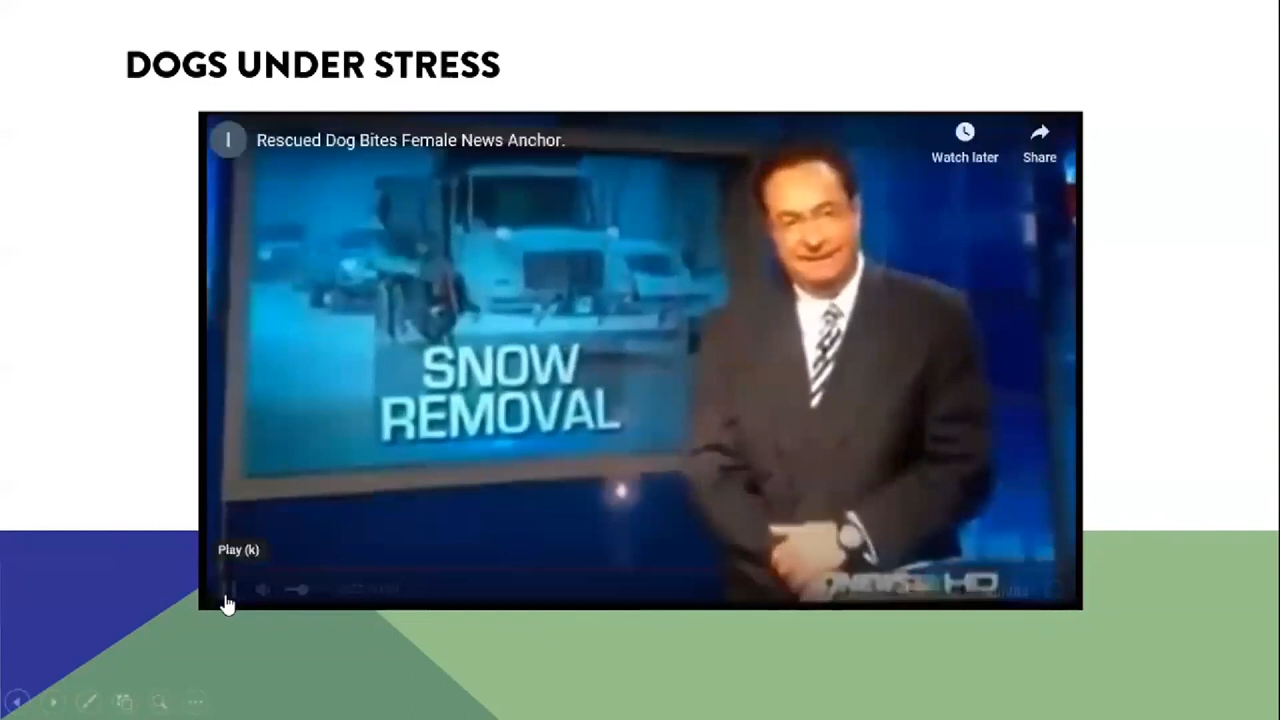 DOGS UNDER STRESS
I
Rescued Dog Bites Female News Anchor.
Watch later
Share
SNOW
REMOVAL
Play (k)
HD